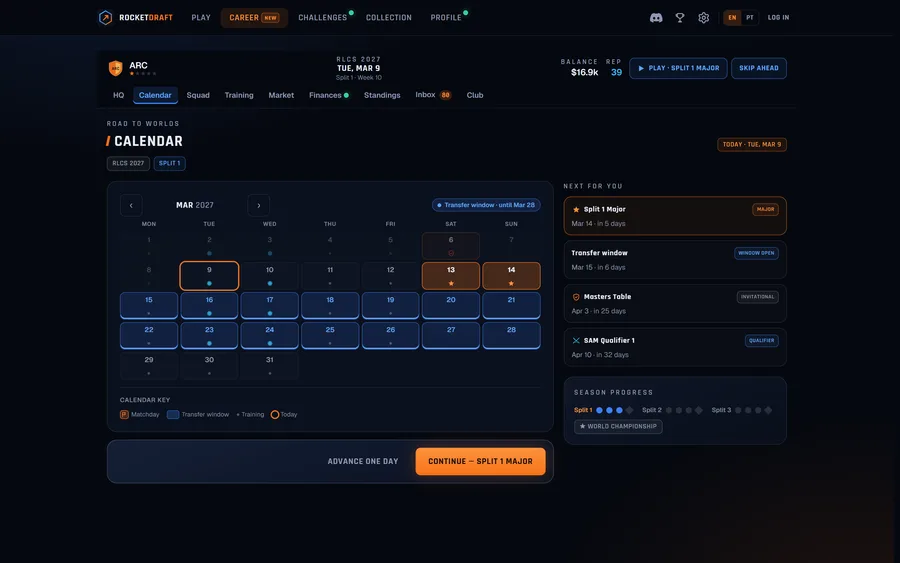 ROCKETDRAFT PLAY CAREER NEW CHALLENGES COLLECTION PROFILE EN PT LOG IN
ARC
RLCS 2027
TUE, MAR 9
Split 1 · Week 10
BALANCE REP
$16.9k 39
PLAY · SPLIT 1 MAJOR SKIP AHEAD
HQ Calendar Squad Training Market Finances Standings Inbox 80 Club
ROAD TO WORLDS
CALENDAR
TODAY · TUE, MAR 9
RLCS 2027 SPLIT 1
‹ MAR 2027 › Transfer window · until Mar 28
MON TUE WED THU FRI SAT SUN
1 2 3 4 5 6 7
8 9 10 11 12 13 14
15 16 17 18 19 20 21
22 23 24 25 26 27 28
29 30 31
CALENDAR KEY
Matchday Transfer window Training Today
ADVANCE ONE DAY CONTINUE — SPLIT 1 MAJOR
NEXT FOR YOU
Split 1 Major MAJOR
Mar 14 · in 5 days
Transfer window WINDOW OPEN
Mar 15 · in 6 days
Masters Table INVITATIONAL
Apr 3 · in 25 days
SAM Qualifier 1 QUALIFIER
Apr 10 · in 32 days
SEASON PROGRESS
Split 1 Split 2 Split 3
WORLD CHAMPIONSHIP